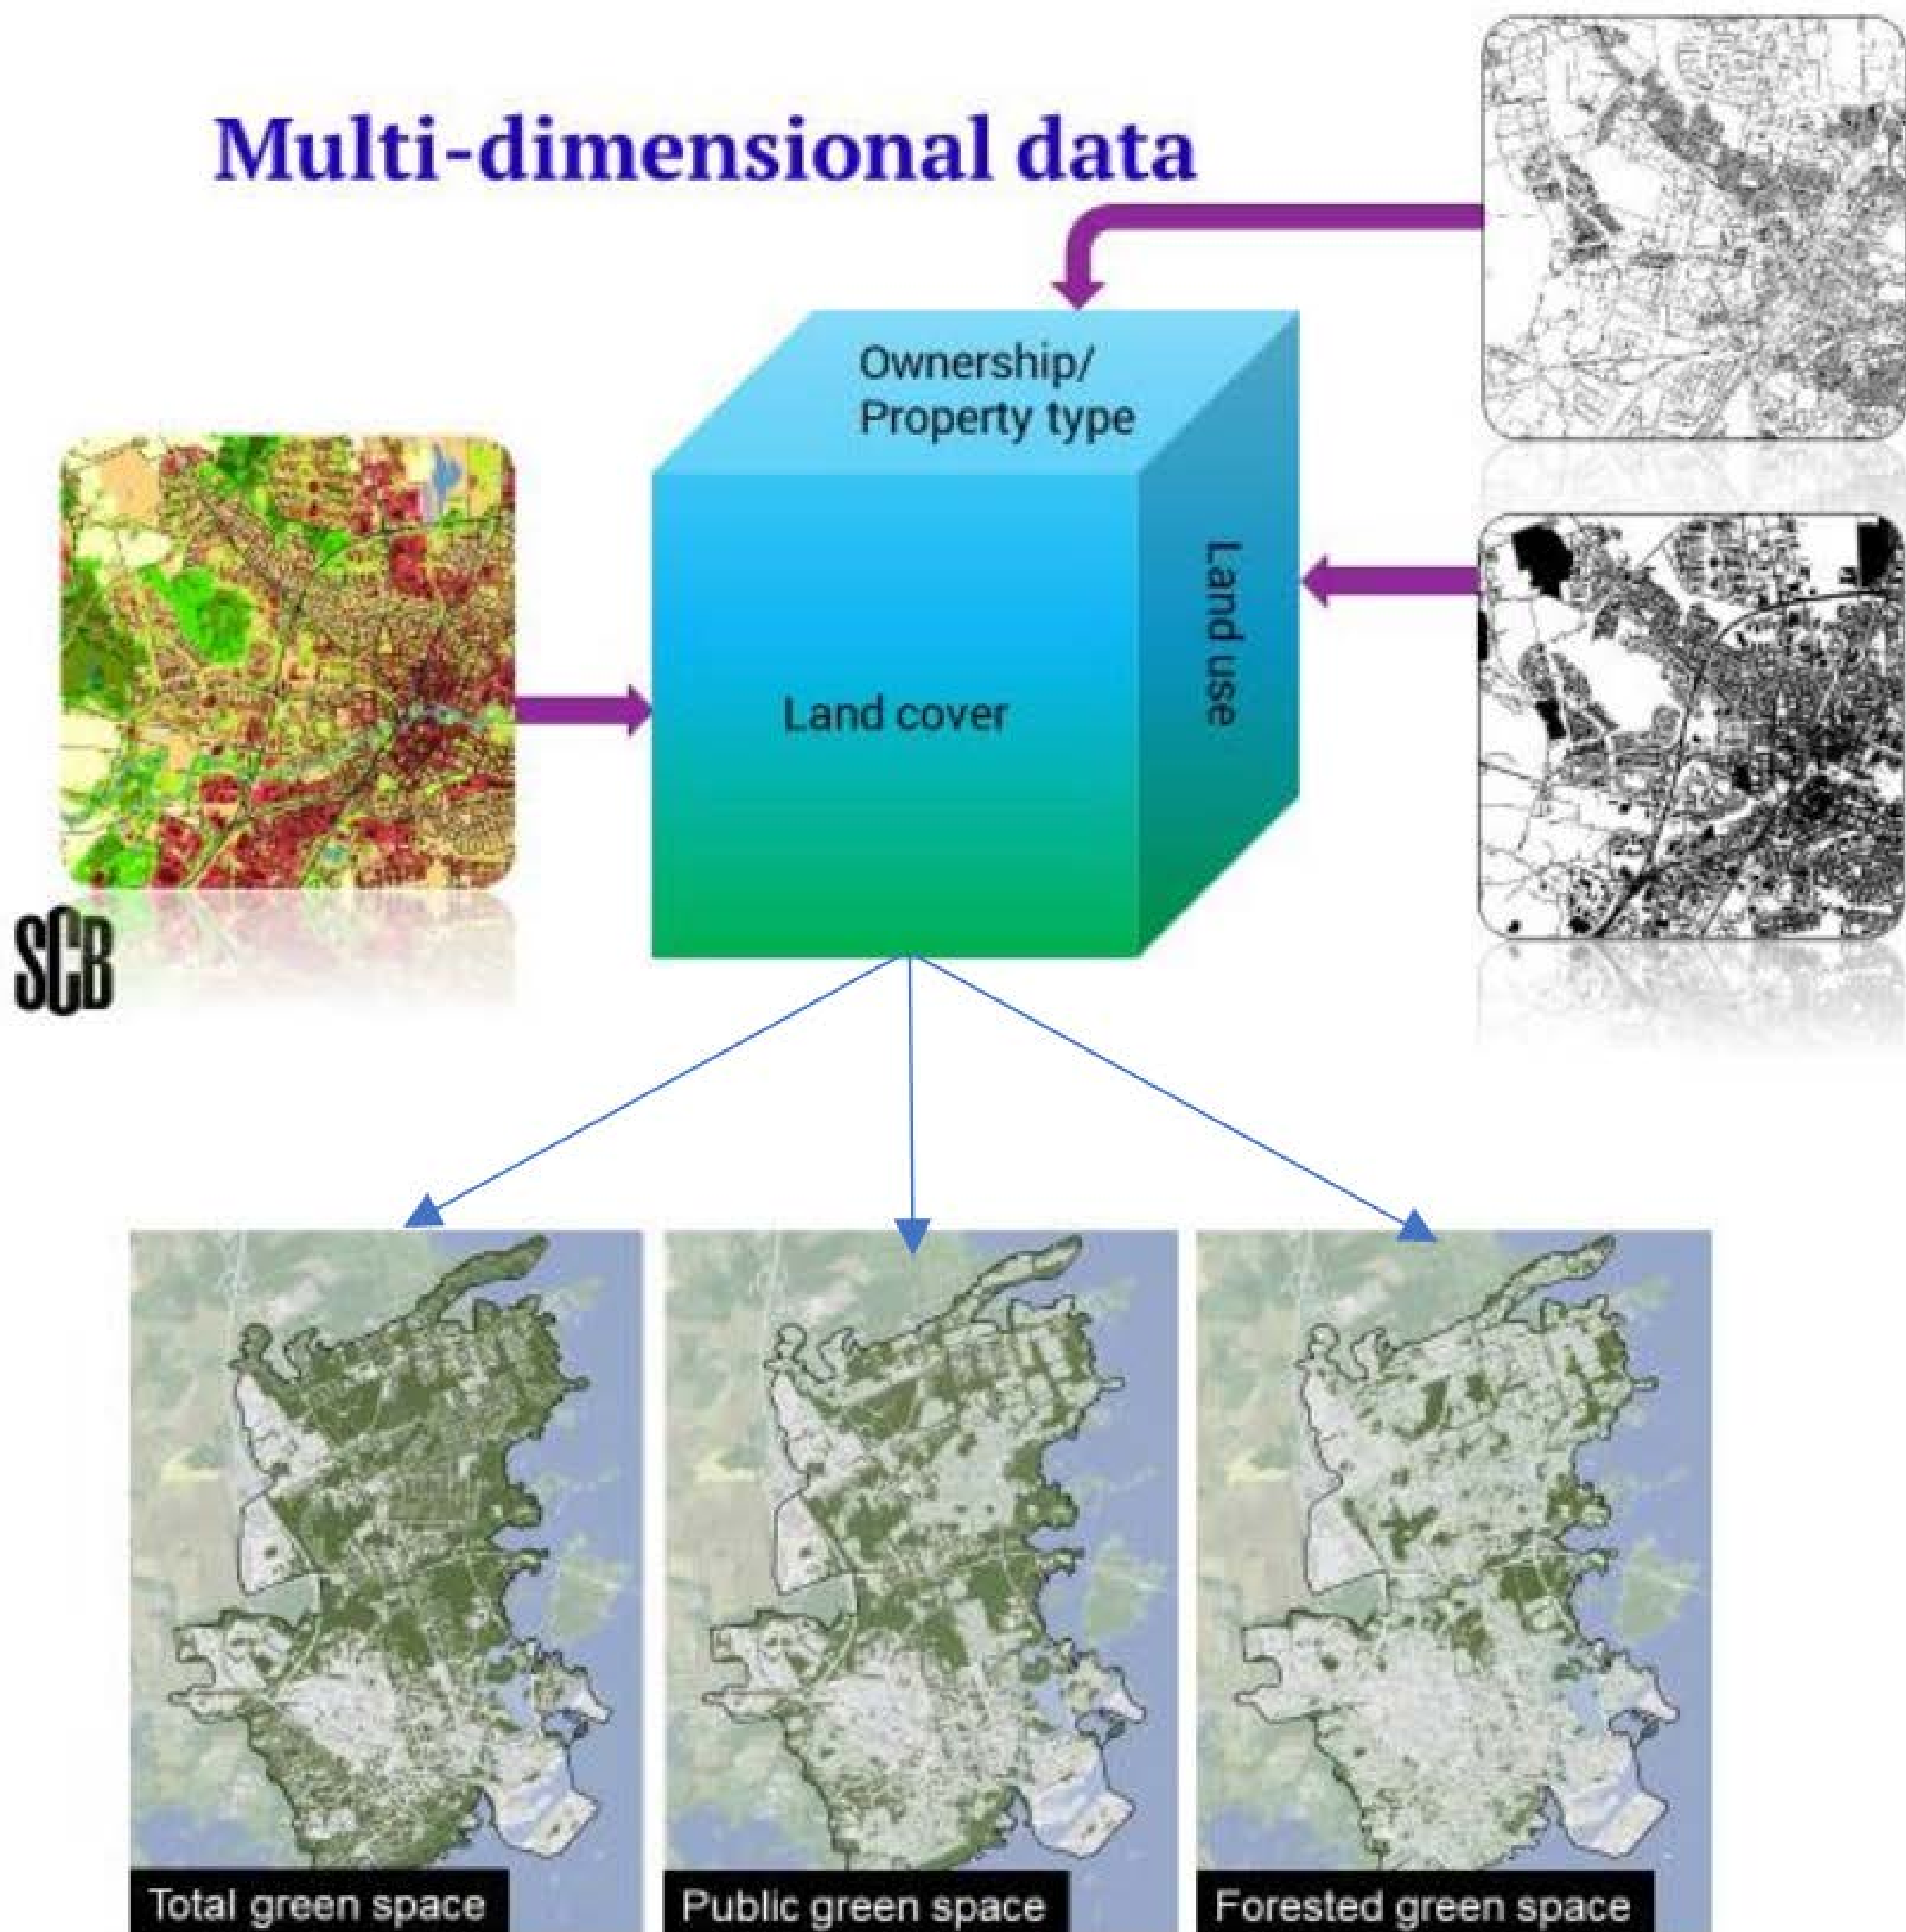 Multi-dimensional data
Ownership/
Property type
Land use
Land cover
SCB
Total green space
Public green space
Forested green space